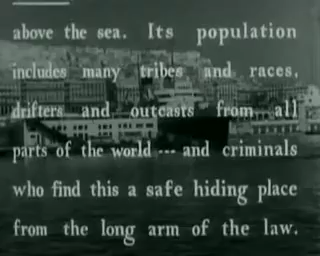 above the sea. Its population
includes many tribes and races,
drifters and outcasts from all
parts of the world --- and criminals
who find this a safe hiding place
from the long arm of the law.